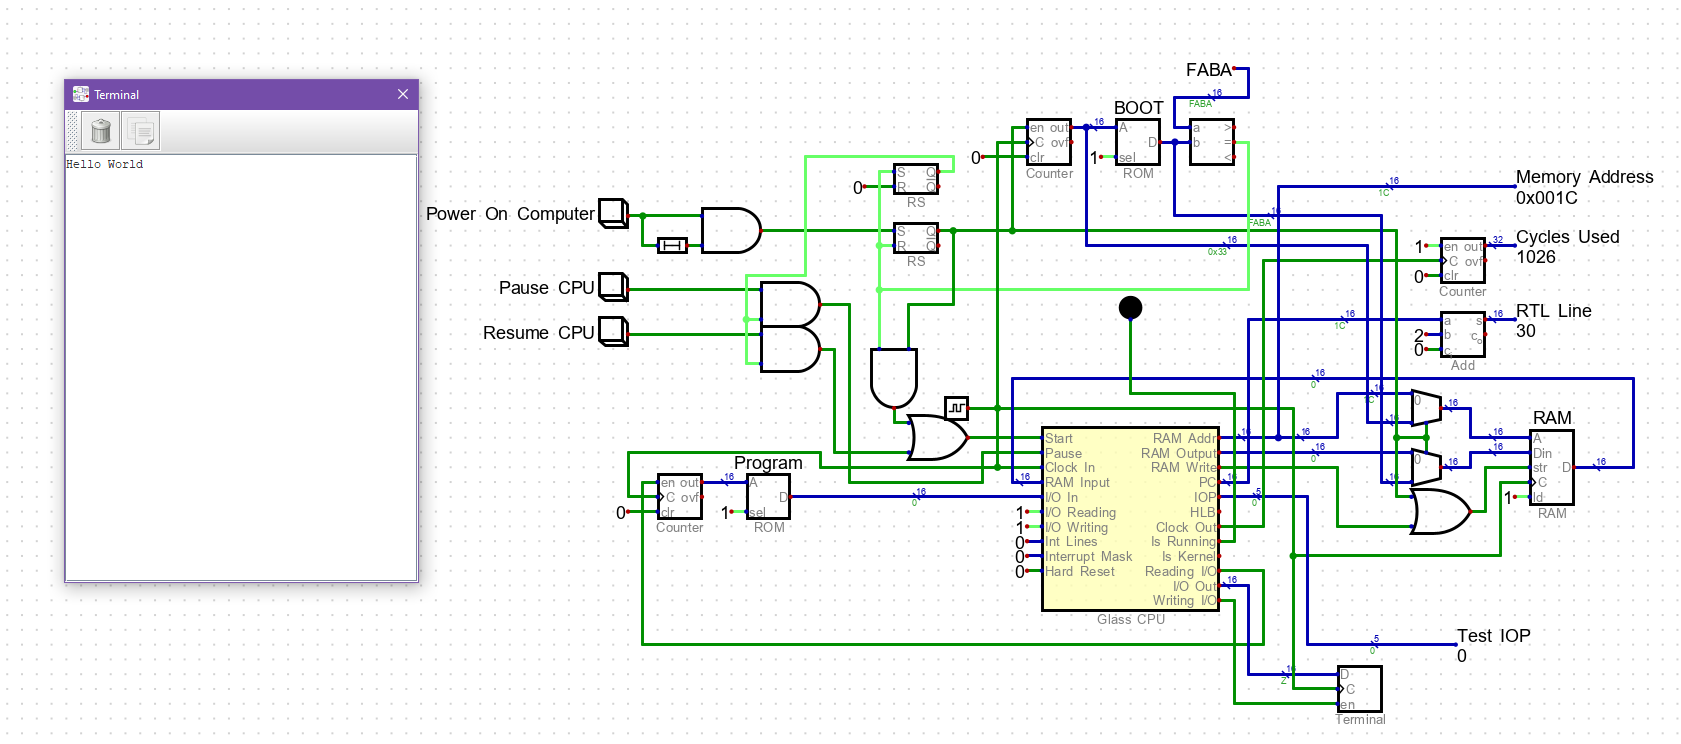 Terminal
Hello World
FABA
16
FABA
BOOT
en out
C ovf
clr
0
Counter
16
A
D
1
sel
ROM
a >
b =
<
S Q
R Q
0
RS
Memory Address
0x001C
16
1C
Power On Computer
S Q
R Q
RS
16
FABA
16
0x33
Cycles Used
1026
1
en out
C ovf
0
clr
32
Counter
Pause CPU
Resume CPU
RTL Line
30
16
1C
a s
2
b
0
16
Add
16
0
16
1C
0
16
16
RAM
Start
Pause
Clock In
RAM Input
I/O In
I/O Reading
I/O Writing
Int Lines
Interrupt Mask
Hard Reset
RAM Addr
RAM Output
RAM Write
PC
IOP
HLB
Clock Out
Is Running
Is Kernel
Reading I/O
I/O Out
Writing I/O
Glass CPU
16
16
16
0
16
5
0
16
0
16
16
16
A
Din
str
C
ld
D
1
16
RAM
Program
en out
C ovf
0
clr
Counter
16
A
D
1
sel
ROM
16
0
16
1
1
0
0
0
16
5
0
Test IOP
0
16
Z
D
C
en
Terminal